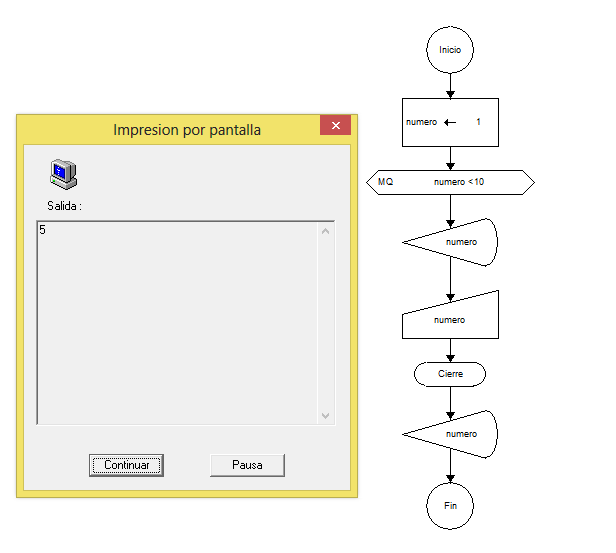 Impresion por pantalla
Salida :
5
Continuar
Pausa
Inicio
numero ← 1
MQ numero <10
numero
numero
Cierre
numero
Fin